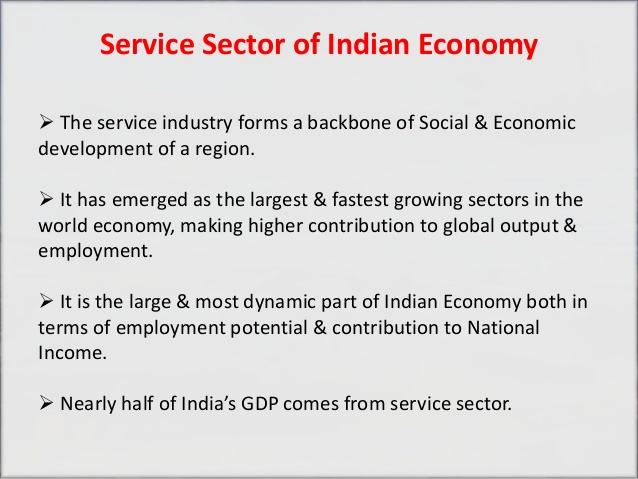 Service Sector of Indian Economy
➢ The service industry forms a backbone of Social & Economic
development of a region.
➢ It has emerged as the largest & fastest growing sectors in the
world economy, making higher contribution to global output &
employment.
➢ It is the large & most dynamic part of Indian Economy both in
terms of employment potential & contribution to National
Income.
➢ Nearly half of India’s GDP comes from service sector.